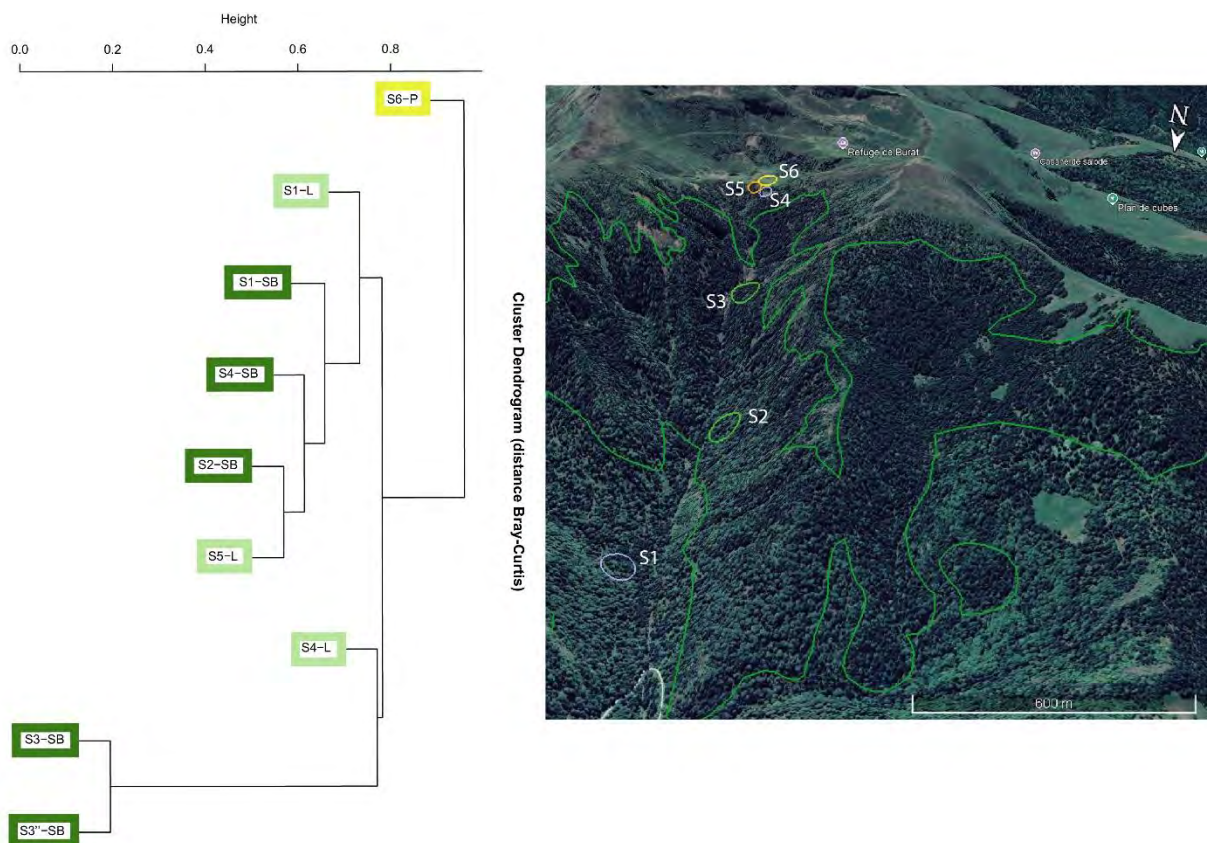 Height
0.0 0.2 0.4 0.6 0.8
S6-P
S1-L
S1-SB
S4-SB
S2-SB
S5-L
S4-L
S3-SB
S3''-SB
Cluster Dendrogram (distance Bray-Curtis)
N
Refuge de Burat
Plan de cubes
S6
S5
S4
S3
S2
S1
600 m